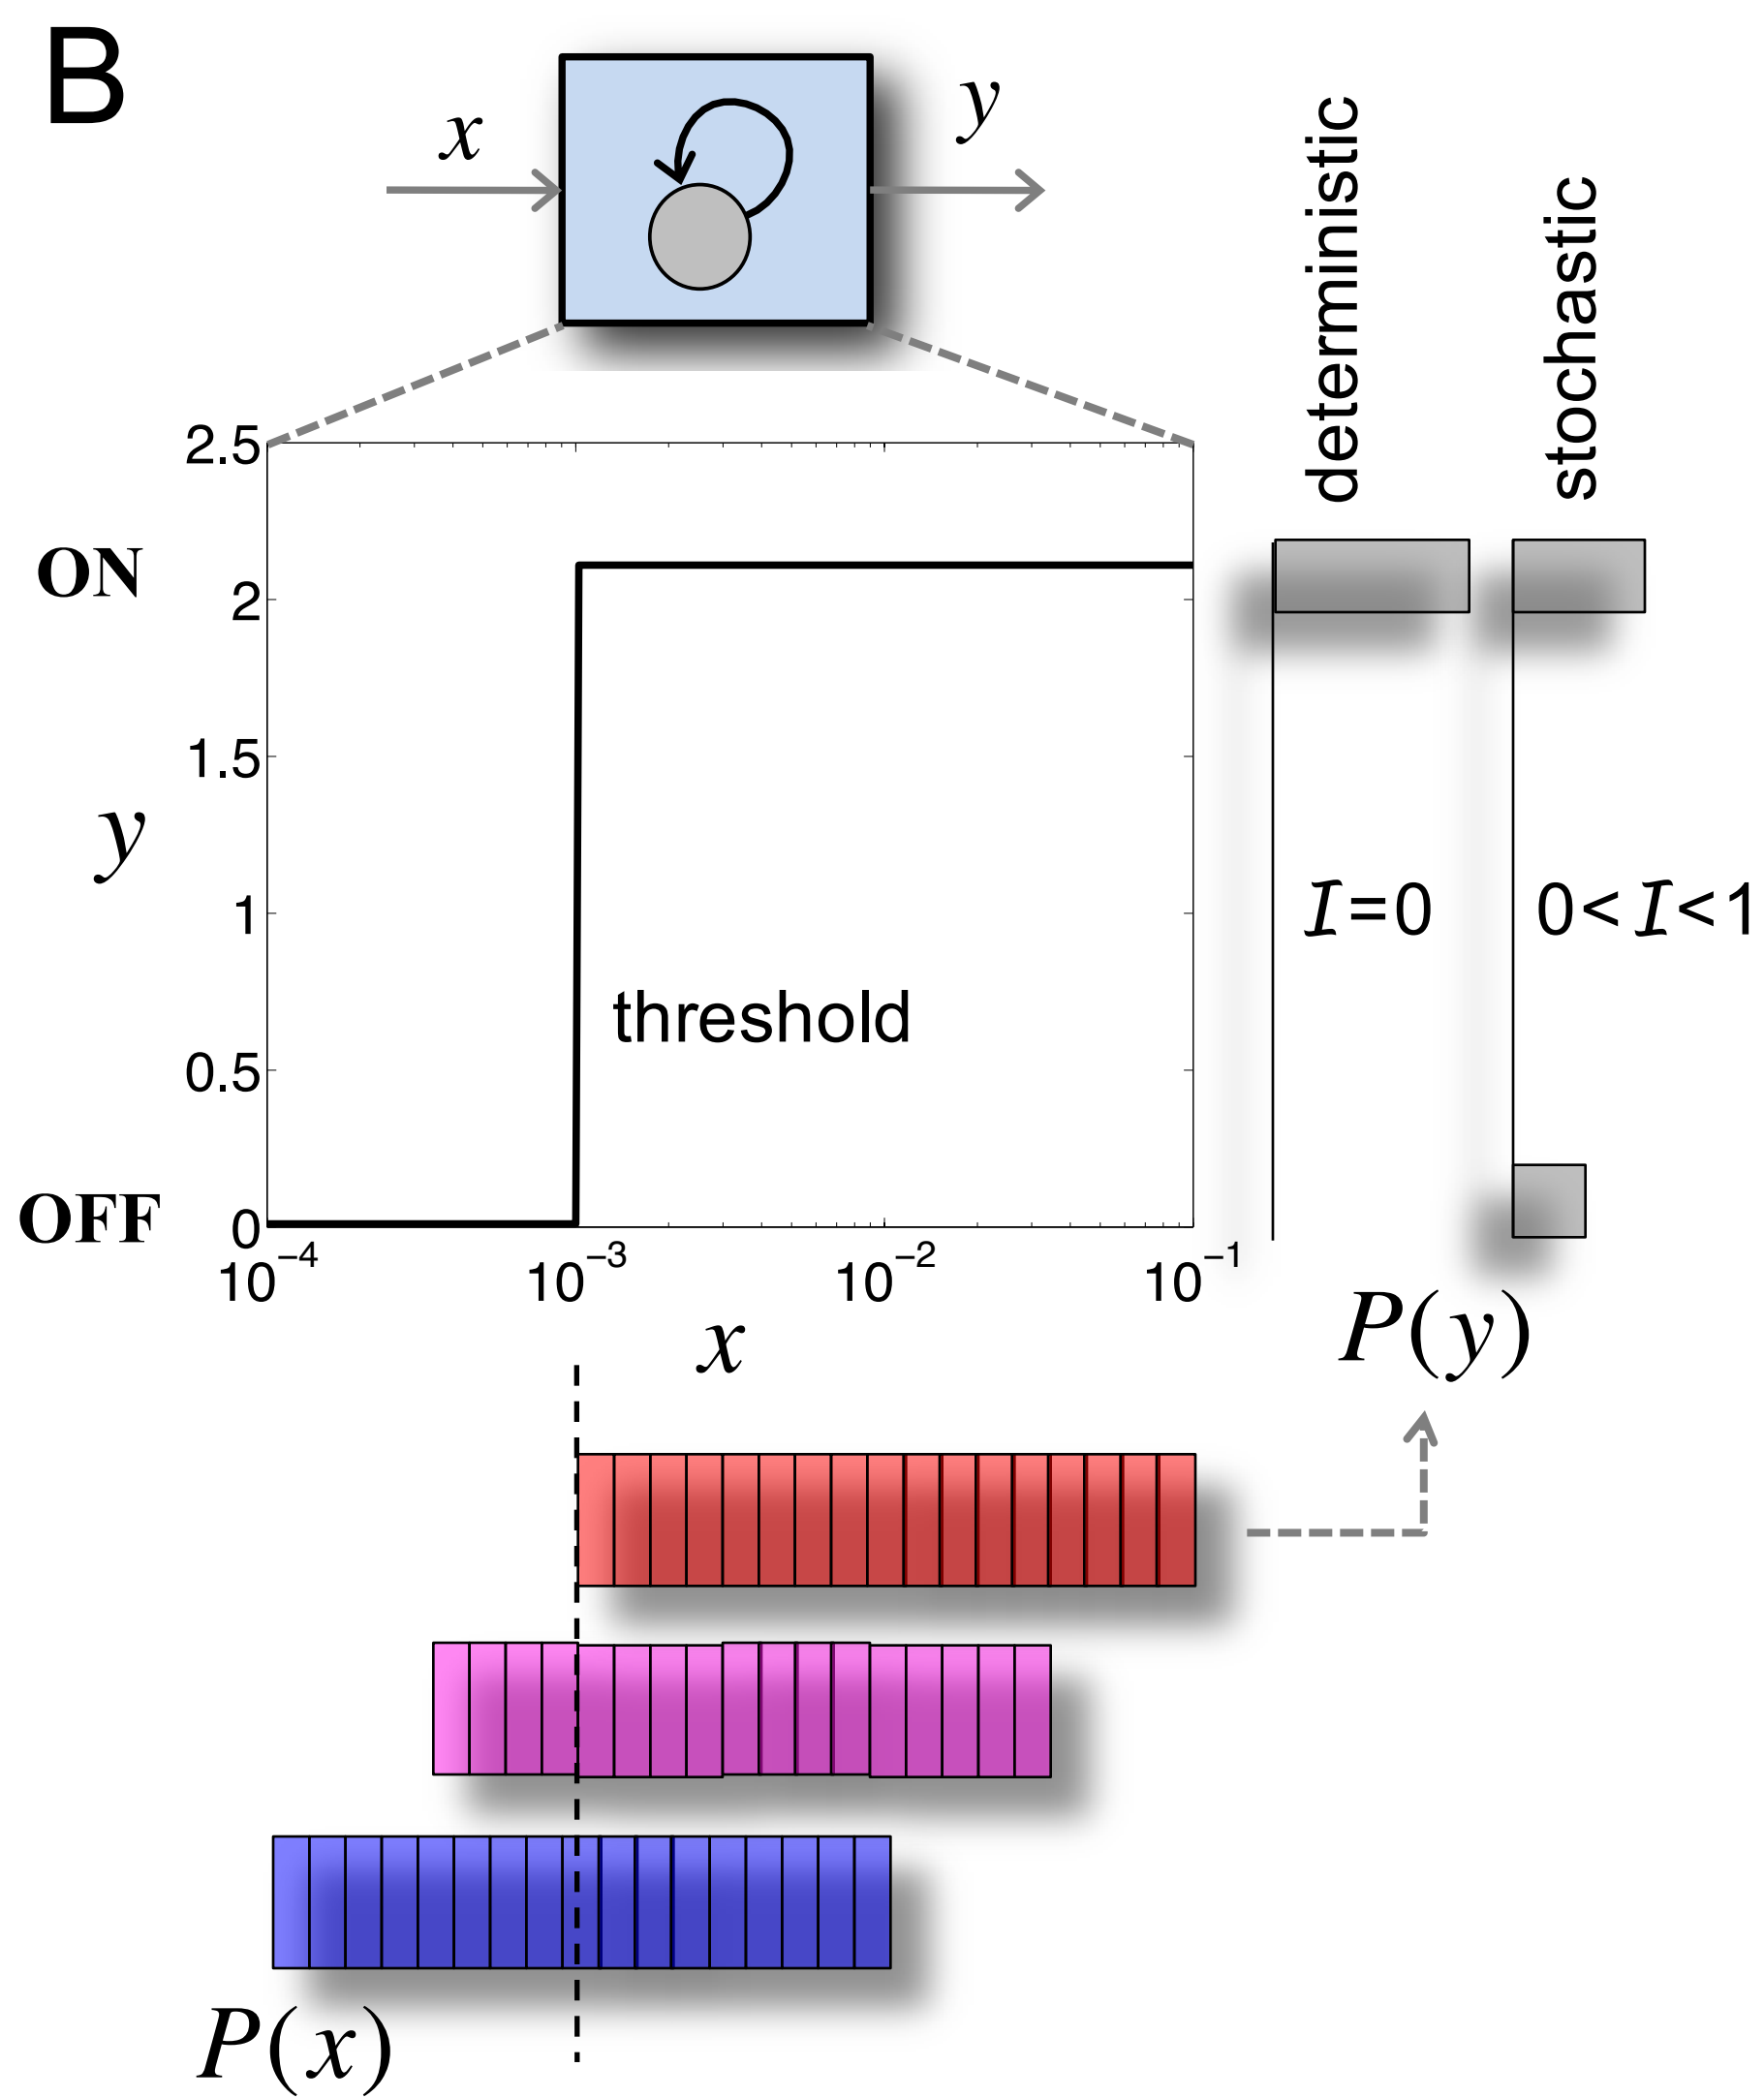 B
x
y
deterministic
stochastic
2.5
ON
2
1.5
y
1
I=0
0<I<1
threshold
0.5
OFF
0
10⁻⁴ 10⁻³ 10⁻² 10⁻¹
x
P(y)
P(x)